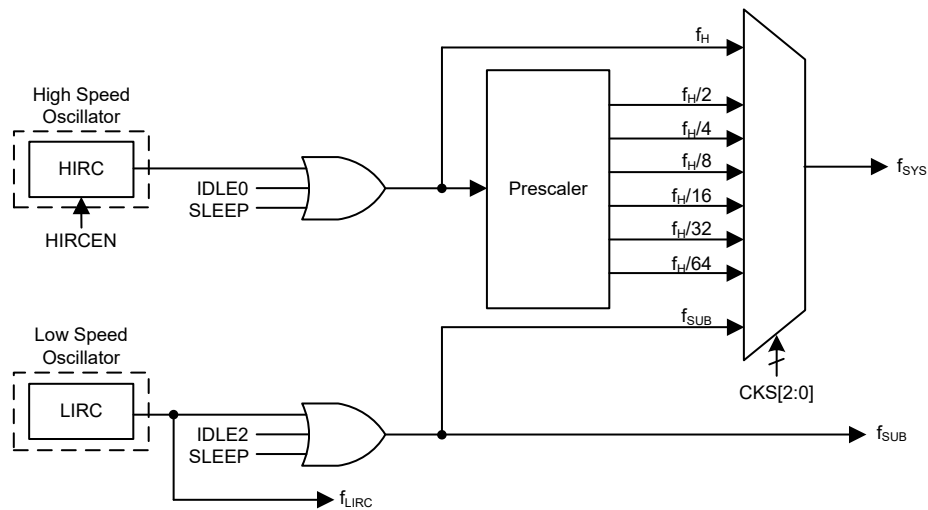 High Speed
Oscillator
HIRC
HIRCEN
IDLE0
SLEEP
Prescaler
fH
fH/2
fH/4
fH/8
fH/16
fH/32
fH/64
fSUB
CKS[2:0]
fSYS
Low Speed
Oscillator
LIRC
IDLE2
SLEEP
fSUB
fLIRC